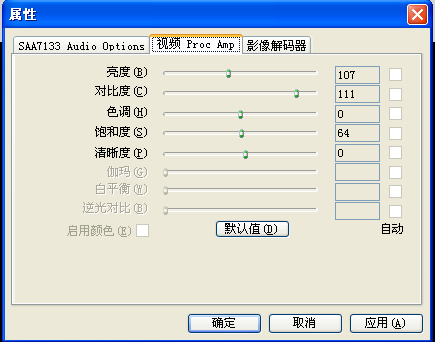 属性
SAA7133 Audio Options 视频 Proc Amp 影像解码器
亮度(B) 107
对比度(C) 111
色调(H) 0
饱和度(S) 64
清晰度(P) 0
伽玛(G)
白平衡(W)
逆光对比(B)
启用颜色(E) 默认值(D) 自动
确定 取消 应用(A)